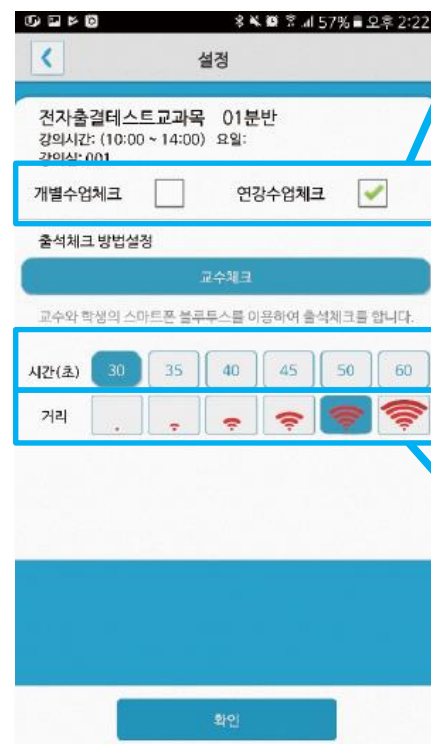 57% 오후 2:22
설정
전자출결테스트교과목 01분반
강의시간: (10:00 ~ 14:00) 요일:
강의실: 001
개별수업체크 연강수업체크
출석체크 방법설정
교수체크
교수와 학생의 스마트폰 블루투스를 이용하여 출석체크를 합니다.
시간(초) 30 35 40 45 50 60
거리
확인